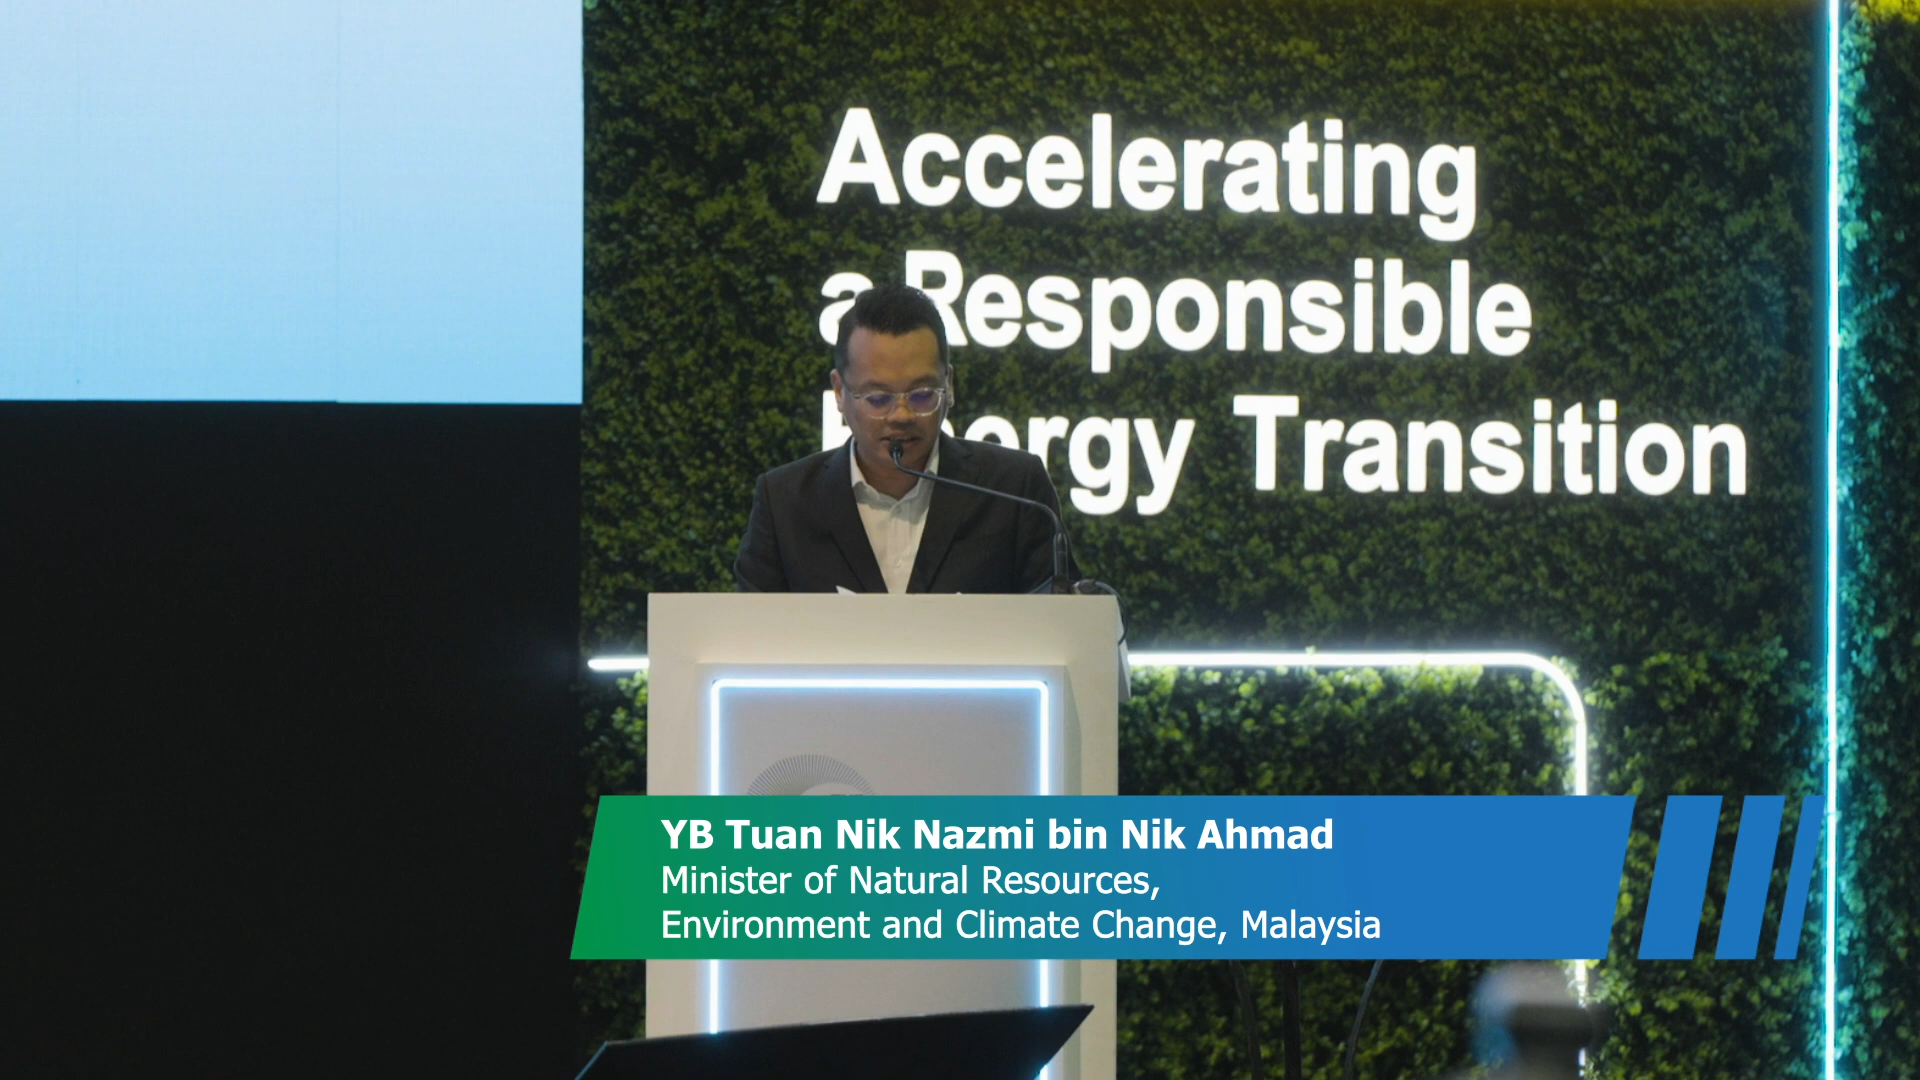 Accelerating
a Responsible
Energy Transition
YB Tuan Nik Nazmi bin Nik Ahmad
Minister of Natural Resources,
Environment and Climate Change, Malaysia